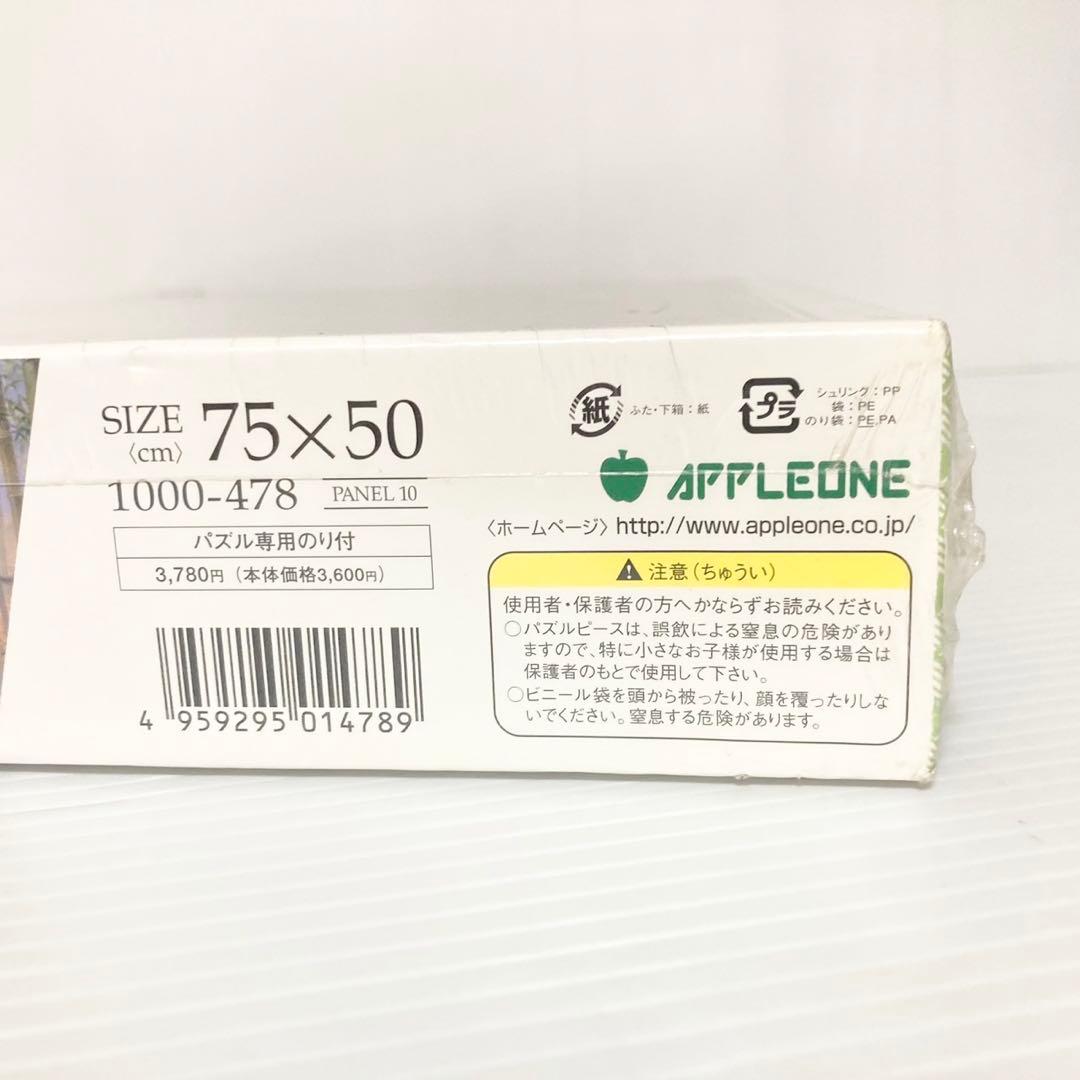 SIZE
〈cm〉
75×50
1000-478
PANEL 10
パズル専用のり付
3,780円（本体価格3,600円）
4 959295 014789
紙
ふた・下箱：紙
プラ
シュリンク：PP
袋：PE
のり袋：PE,PA
APPLEONE
〈ホームページ〉http://www.appleone.co.jp/
注意（ちゅうい）
使用者・保護者の方へかならずお読みください。
○パズルピースは、誤飲による窒息の危険があり
ますので、特に小さなお子様が使用する場合は
保護者のもとで使用して下さい。
○ビニール袋を頭から被ったり、顔を覆ったりしな
いでください。窒息する危険があります。